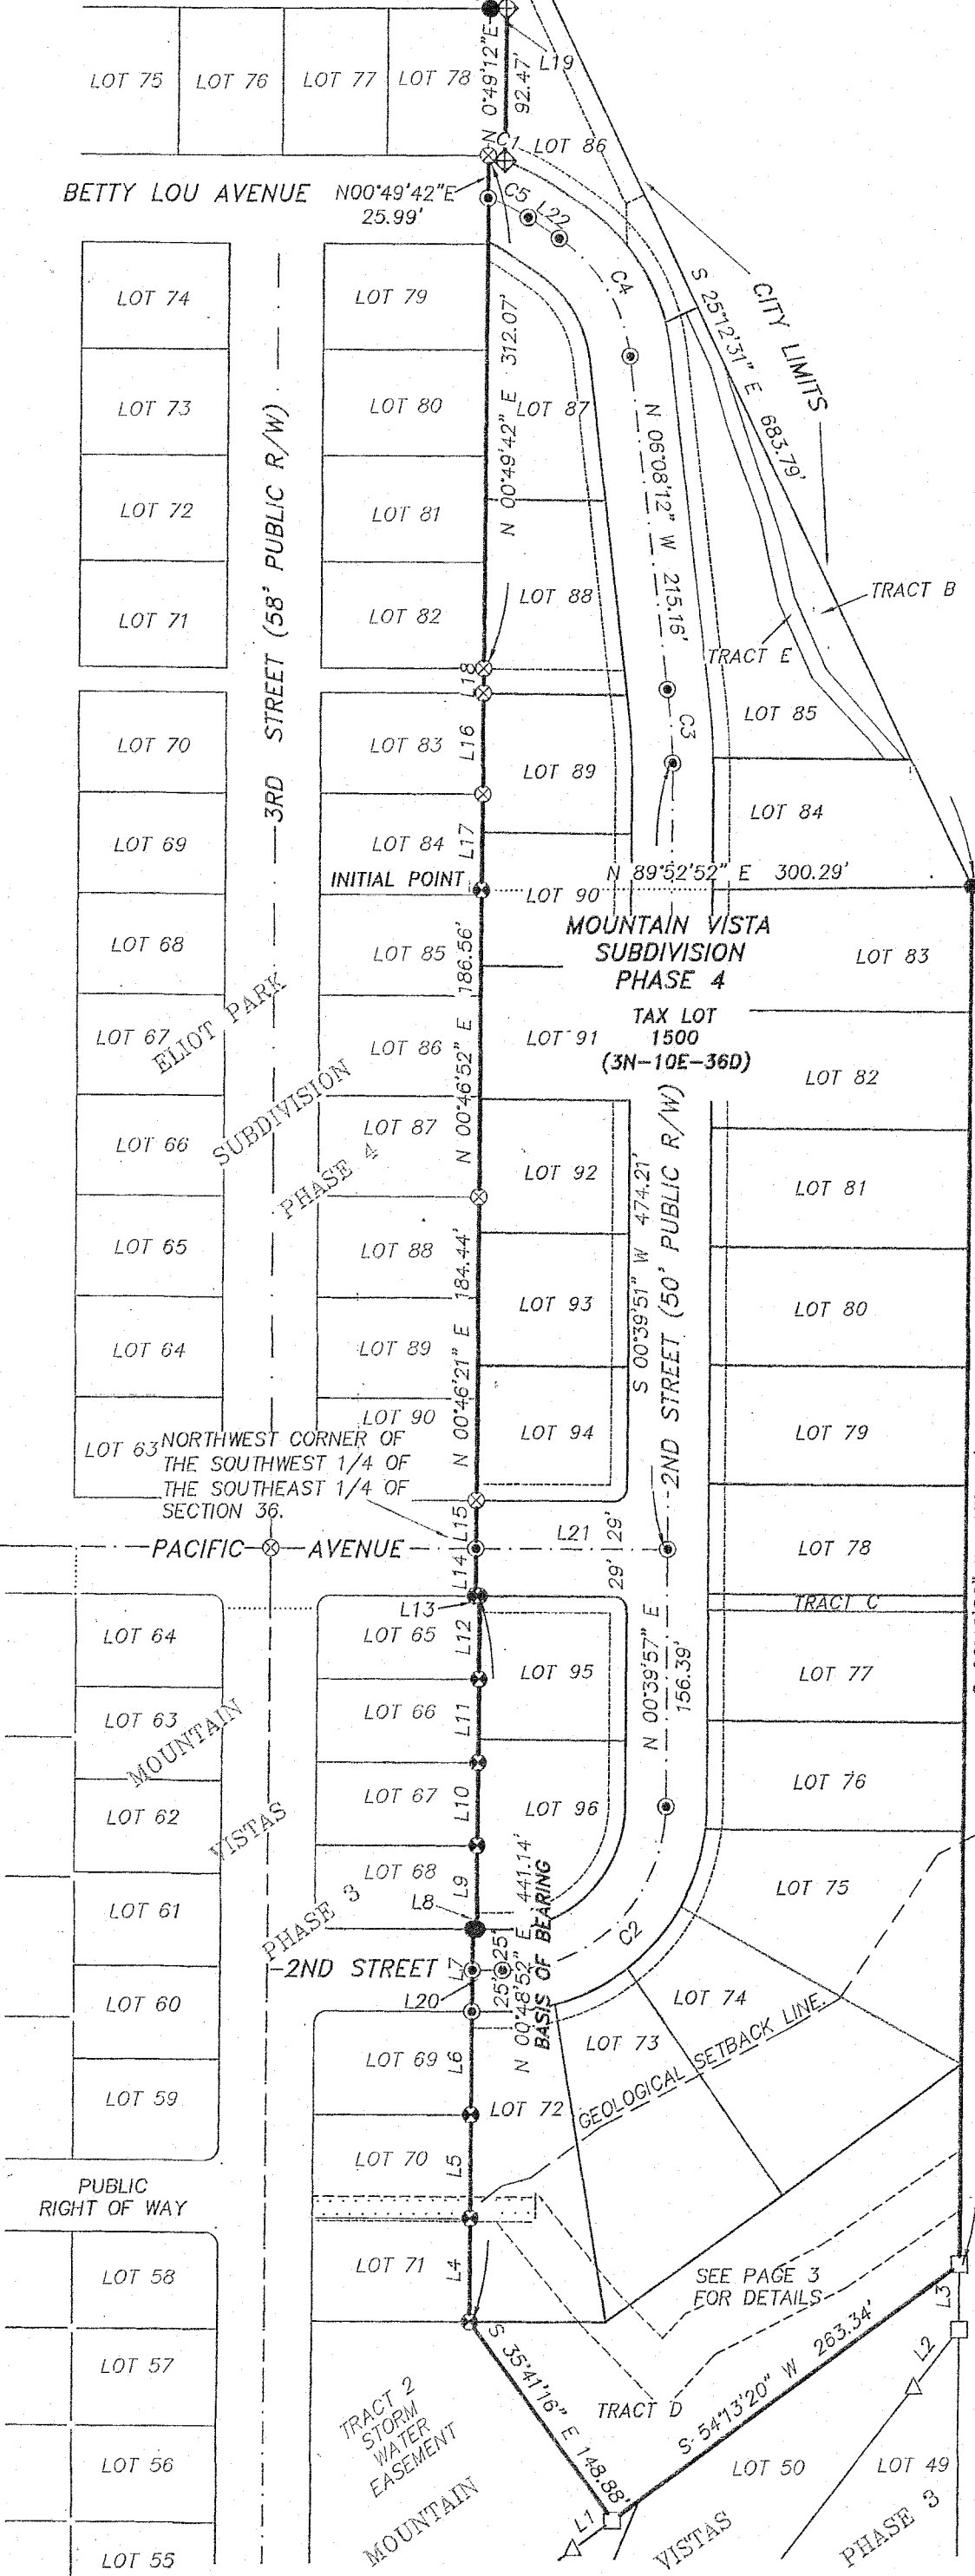 LOT 75
LOT 76
LOT 77
LOT 78
N 0°49'12"E
92.47'
L19
C1
LOT 86
BETTY LOU AVENUE
N00°49'42"E
25.99'
C5
L22
C4
S 25°12'31" E 683.79'
CITY LIMITS
LOT 74
LOT 79
N 00°49'42" E 312.07'
LOT 73
LOT 80
LOT 87
N 06°08'12" W 215.16'
LOT 72
LOT 81
3RD STREET (58' PUBLIC R/W)
LOT 71
LOT 82
LOT 88
TRACT B
TRACT E
L18
LOT 70
LOT 83
L16
C3
LOT 85
LOT 89
LOT 69
LOT 84
L17
LOT 84
INITIAL POINT
N 89°52'52" E 300.29'
LOT 90
MOUNTAIN VISTA
SUBDIVISION
PHASE 4
LOT 68
LOT 85
LOT 83
N 00°46'52" E 186.56'
TAX LOT
1500
(3N-10E-36D)
ELIOT PARK
SUBDIVISION
PHASE 4
LOT 67
LOT 86
LOT 91
LOT 82
LOT 66
LOT 87
LOT 92
LOT 81
S 00°39'51" W 474.21'
2ND STREET (50' PUBLIC R/W)
LOT 65
LOT 88
N 00°46'21" E 184.44'
LOT 93
LOT 80
LOT 64
LOT 89
LOT 90
LOT 94
LOT 79
LOT 63
NORTHWEST CORNER OF
THE SOUTHWEST 1/4 OF
THE SOUTHEAST 1/4 OF
SECTION 36.
L15
L21
29'
PACIFIC AVENUE
LOT 78
L14
29'
L13
TRACT C
LOT 64
LOT 65
L12
LOT 95
N 00°39'57" E
156.39'
LOT 77
LOT 63
LOT 66
L11
MOUNTAIN
VISTAS
PHASE 3
LOT 62
LOT 67
L10
LOT 96
LOT 76
LOT 68
L9
L8
LOT 61
LOT 75
N 00°48'52" E 441.14'
BASIS OF BEARING
C2
2ND STREET
L7
25'
25'
L20
LOT 60
LOT 74
LOT 73
LOT 69
L6
LOT 59
LOT 72
GEOLOGICAL SETBACK LINE.
LOT 70
L5
PUBLIC
RIGHT OF WAY
LOT 58
LOT 71
L4
SEE PAGE 3
FOR DETAILS
L3
LOT 57
S 35°41'16" E 148.88'
S 54°13'20" W 263.34'
L2
TRACT D
TRACT 2
STORM
WATER
EASEMENT
LOT 56
LOT 50
LOT 49
L1
MOUNTAIN
VISTAS
PHASE 3
LOT 55